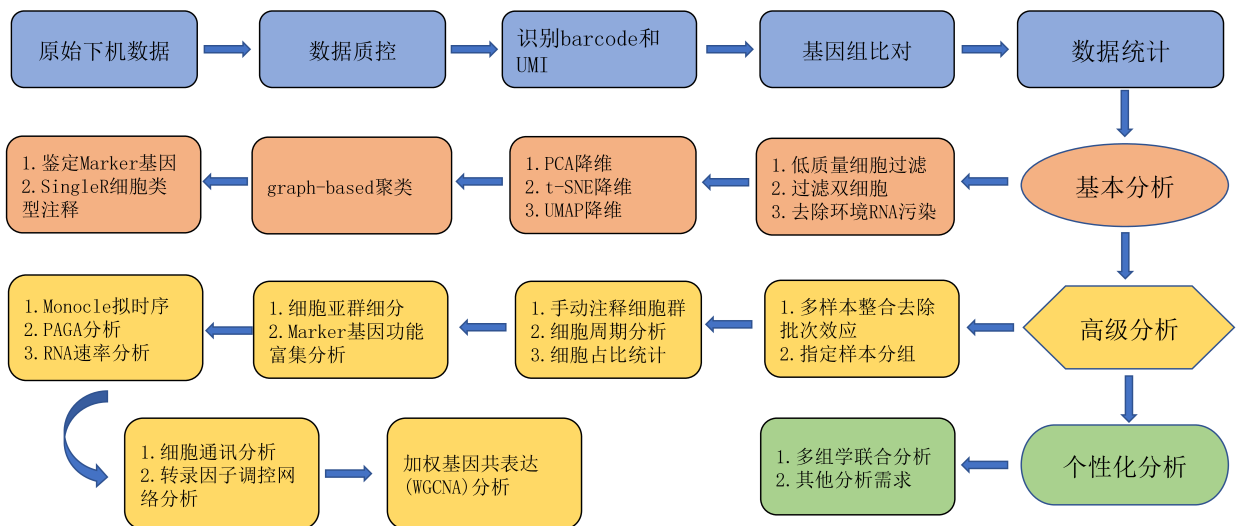 原始下机数据
数据质控
识别barcode和
UMI
基因组比对
数据统计
基本分析
1.低质量细胞过滤
2.过滤双细胞
3.去除环境RNA污染
1.PCA降维
2.t-SNE降维
3.UMAP降维
graph-based聚类
1.鉴定Marker基因
2.SingleR细胞类
型注释
高级分析
1.多样本整合去除
批次效应
2.指定样本分组
1.手动注释细胞群
2.细胞周期分析
3.细胞占比统计
1.细胞亚群细分
2.Marker基因功能
富集分析
1.Monocle拟时序
2.PAGA分析
3.RNA速率分析
1.细胞通讯分析
2.转录因子调控网
络分析
加权基因共表达
(WGCNA)分析
个性化分析
1.多组学联合分析
2.其他分析需求